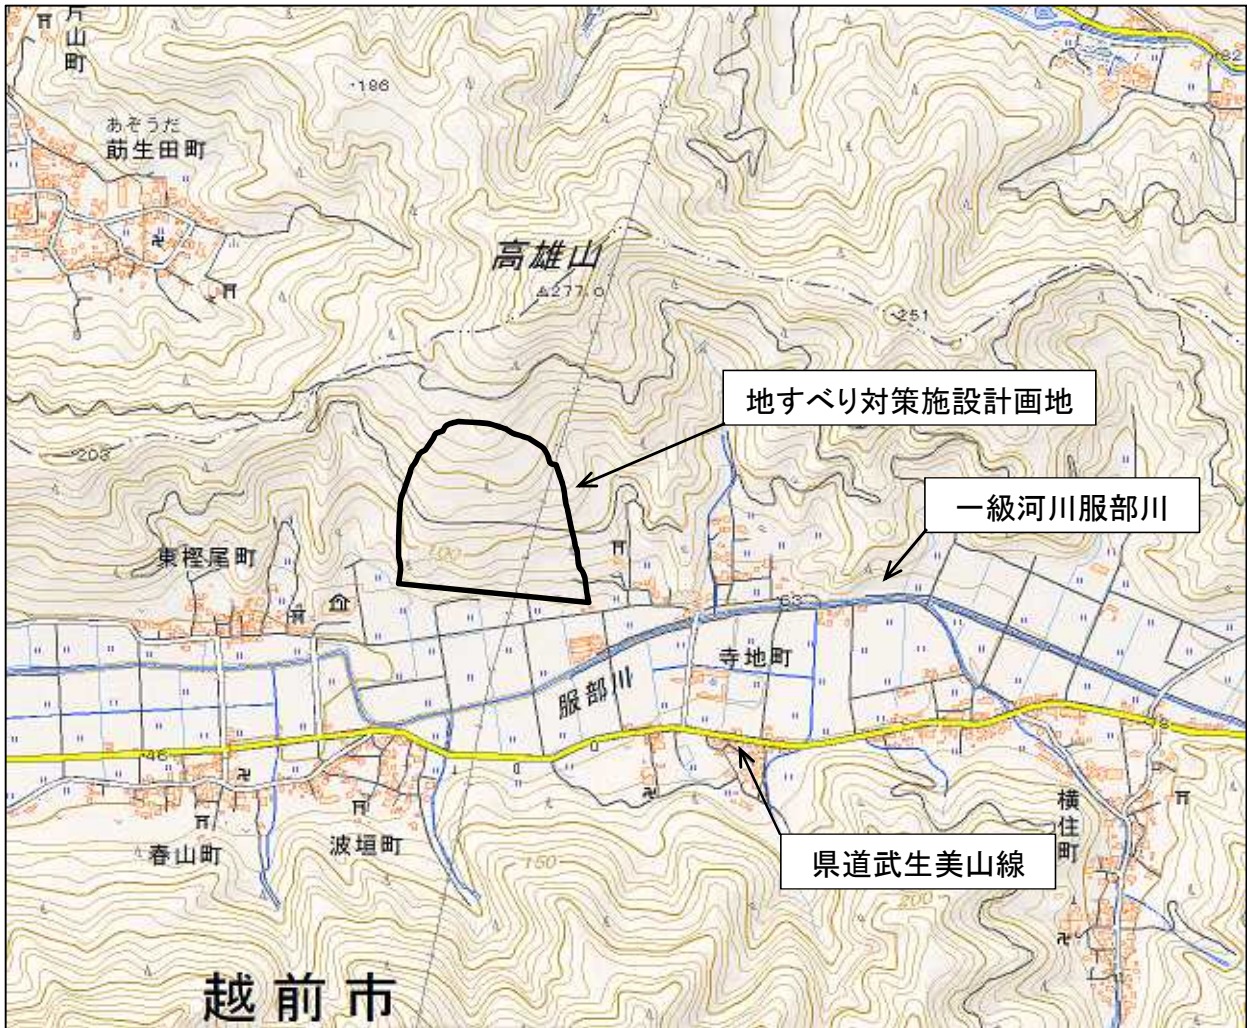 片山町
・186
182
あぞうだ
莇生田町
高雄山
△277.0
・251
地すべり対策施設計画地
・203
一級河川服部川
100
東樫尾町
63
寺地町
服部川
46
横住町
春山町
波垣町
150
県道武生美山線
200
越前市